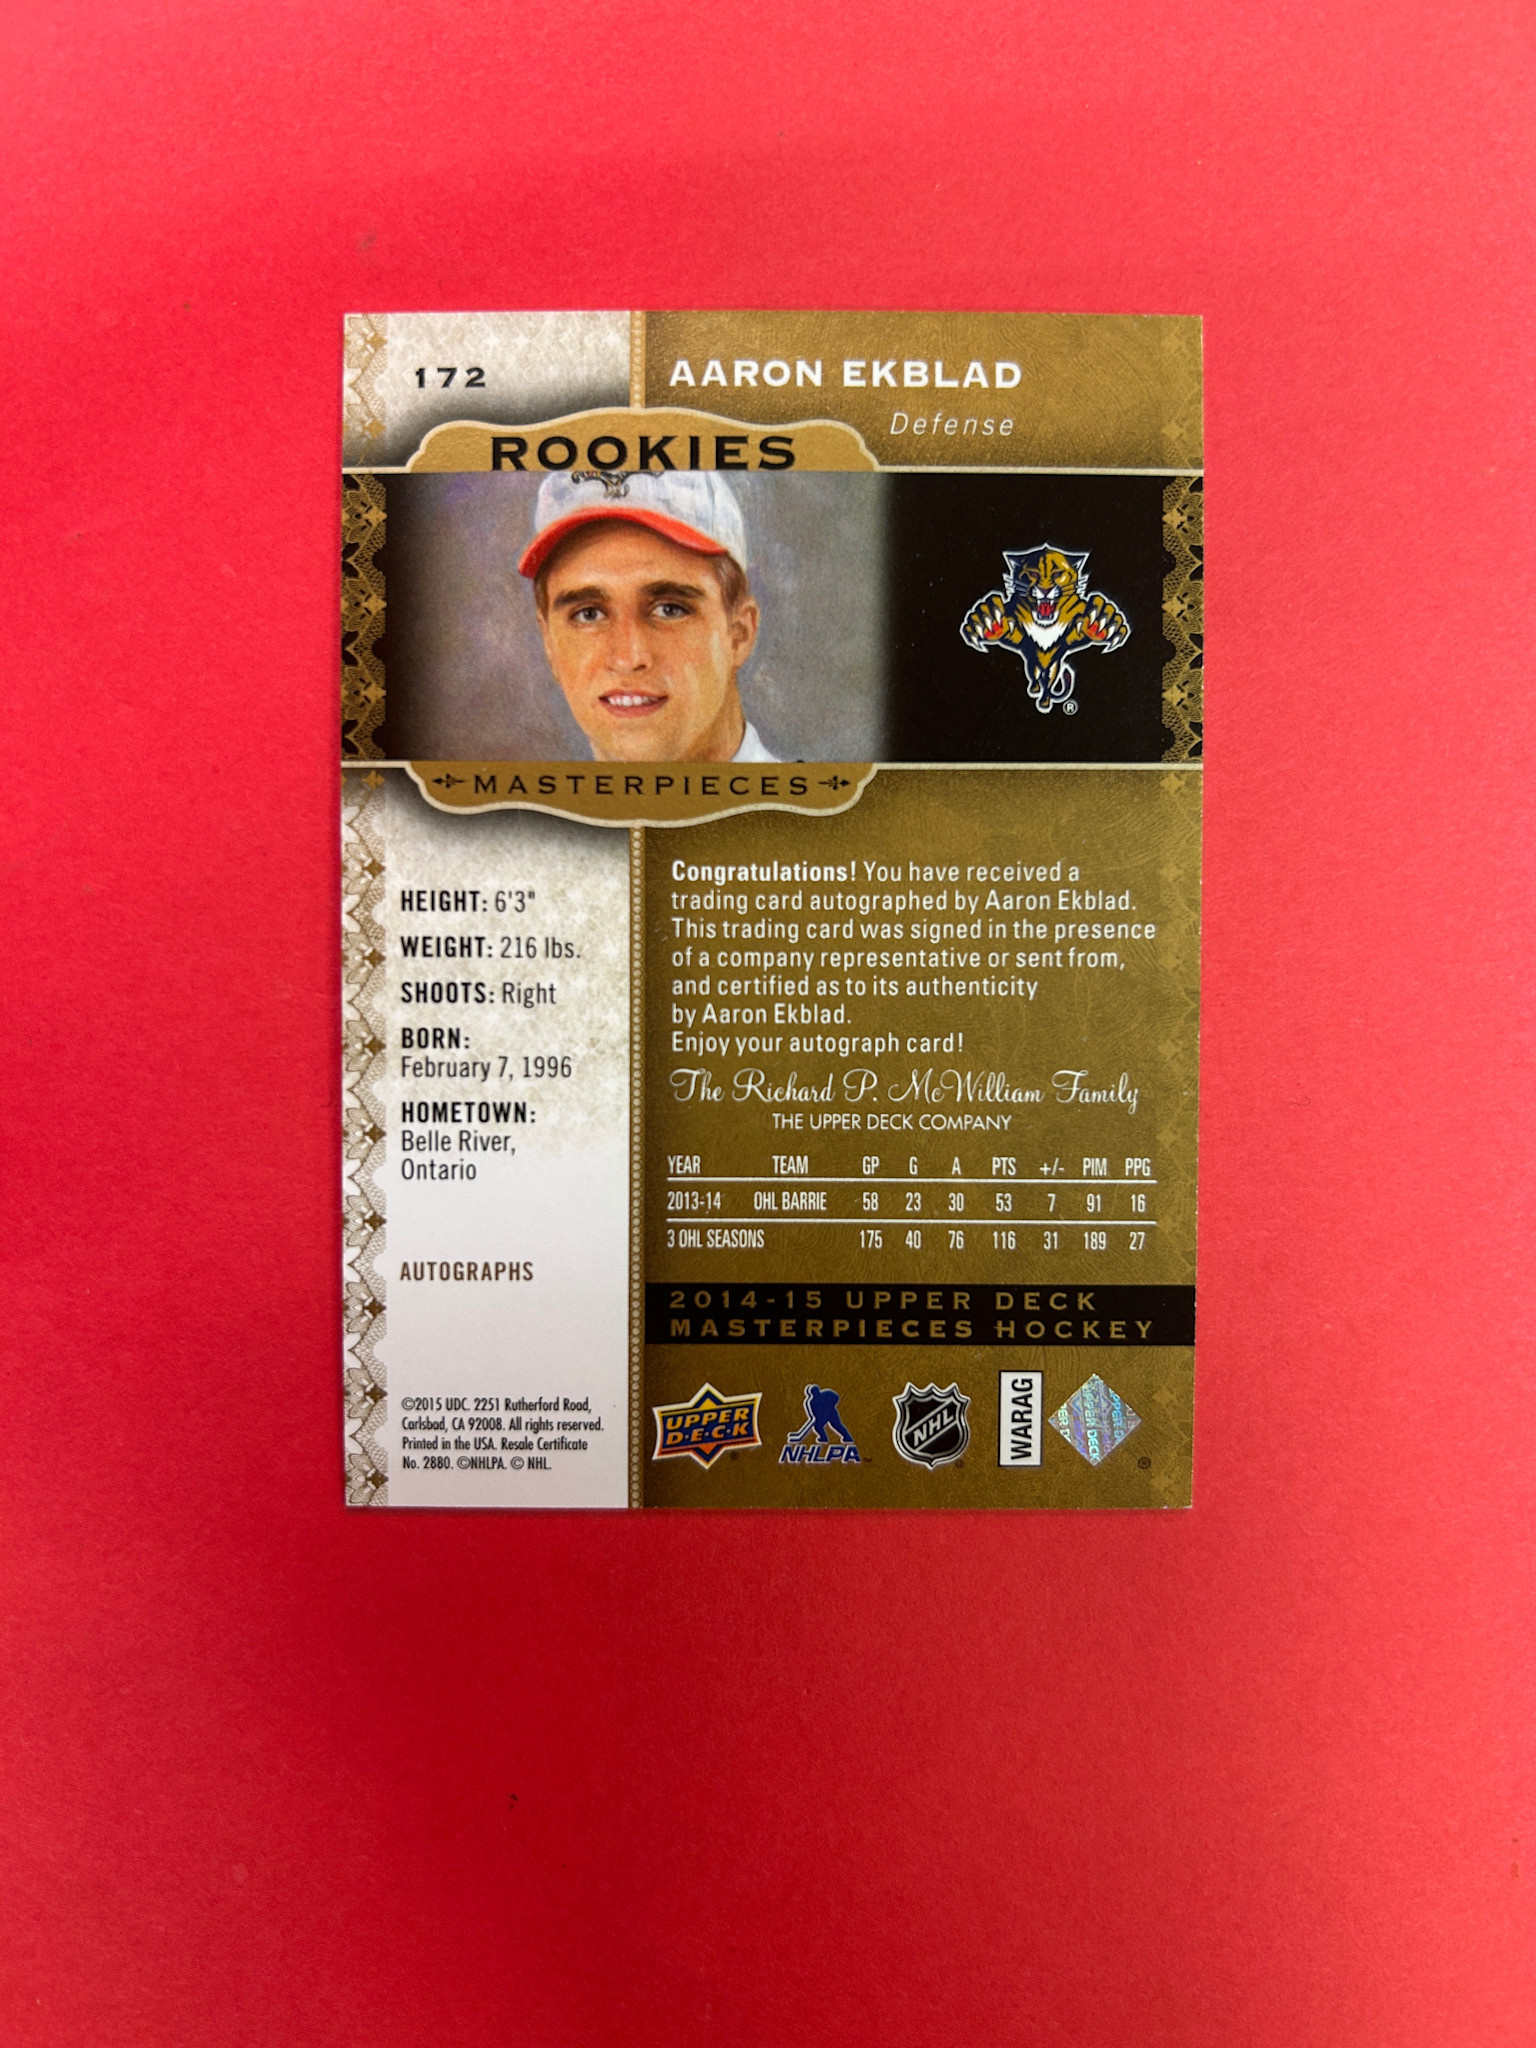 172
AARON EKBLAD
Defense
ROOKIES
®
MASTERPIECES
HEIGHT: 6'3"
WEIGHT: 216 lbs.
SHOOTS: Right
BORN:
February 7, 1996
HOMETOWN:
Belle River,
Ontario
AUTOGRAPHS
©2015 UDC. 2251 Rutherford Road,
Carlsbad, CA 92008. All rights reserved.
Printed in the USA. Resale Certificate
No. 2880. ©NHLPA. © NHL.
Congratulations! You have received a
trading card autographed by Aaron Ekblad.
This trading card was signed in the presence
of a company representative or sent from,
and certified as to its authenticity
by Aaron Ekblad.
Enjoy your autograph card!
The Richard P. McWilliam Family
THE UPPER DECK COMPANY
YEAR TEAM GP G A PTS +/- PIM PPG
2013-14 OHL BARRIE 58 23 30 53 7 91 16
3 OHL SEASONS 175 40 76 116 31 189 27
2014-15 UPPER DECK
MASTERPIECES HOCKEY
UPPER
D·E·C·K
NHLPA
NHL
WARAG
UPPER DECK
®